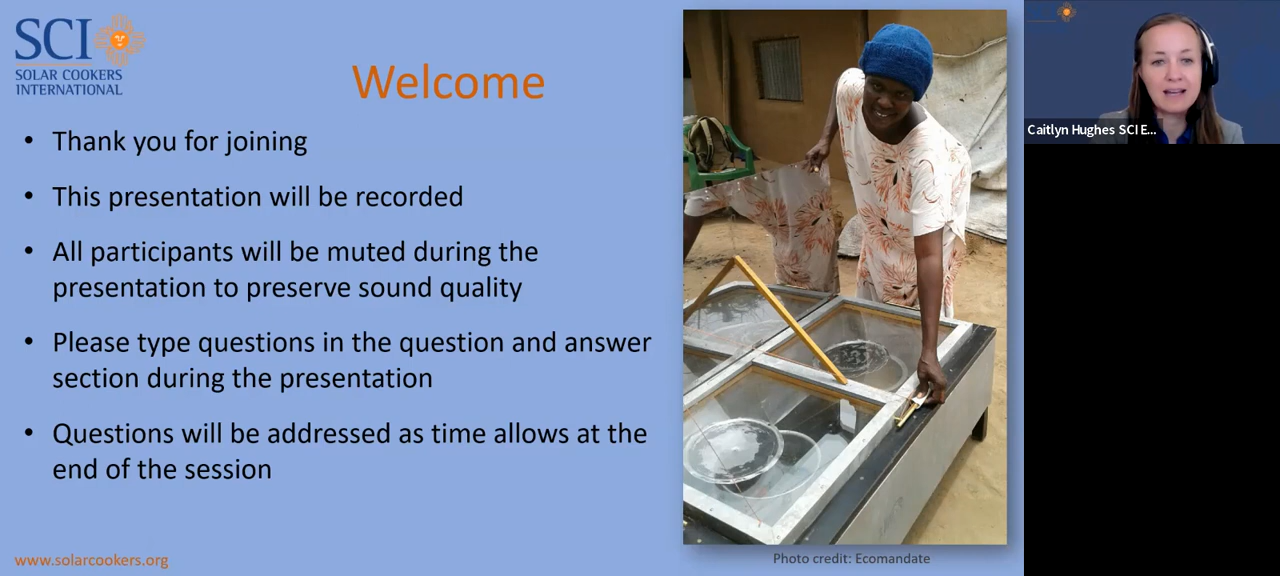 SCI
SOLAR COOKERS
INTERNATIONAL
Welcome
• Thank you for joining
• This presentation will be recorded
• All participants will be muted during the
presentation to preserve sound quality
• Please type questions in the question and answer
section during the presentation
• Questions will be addressed as time allows at the
end of the session
www.solarcookers.org
Photo credit: Ecomandate
Caitlyn Hughes SCI E...